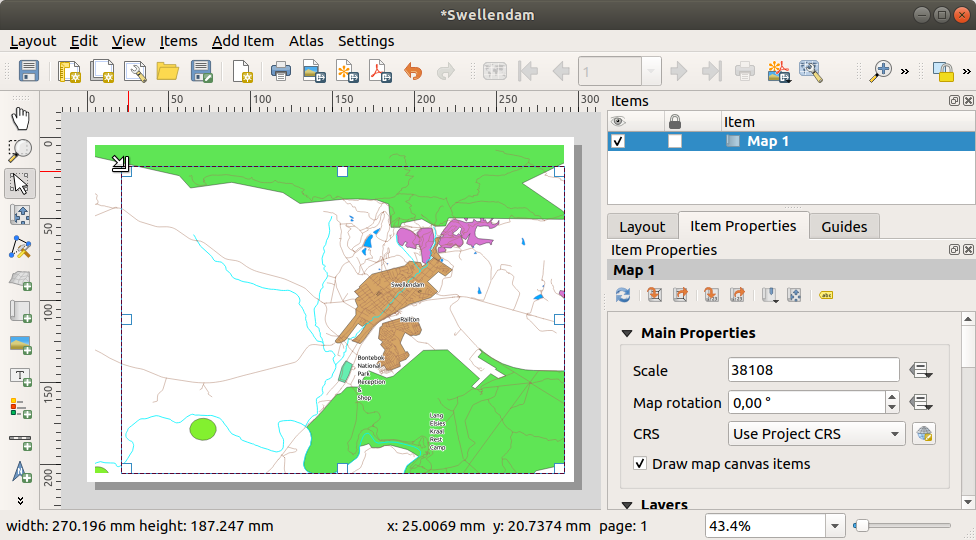 *Swellendam
Layout Edit View Items Add Item Atlas Settings
1
» »
0 50 100 150 200 250 300
0
50
100
150
200
Swellendam
Railton
Bontebok
National
Park
Reception
&
Shop
Lang
Elsies
Kraal
Rest
Camp
Items
Item
Map 1
Layout Item Properties Guides
Item Properties
Map 1
abc
Main Properties
Scale 38108
Map rotation 0,00 °
CRS Use Project CRS
Draw map canvas items
Layers
width: 270.196 mm height: 187.247 mm x: 25.0069 mm y: 20.7374 mm page: 1 43.4%